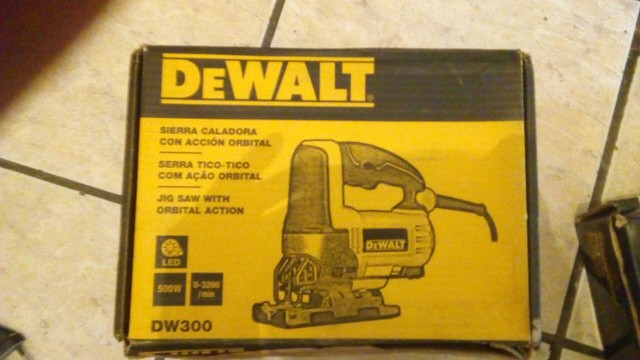 DEWALT
SIERRA CALADORA
CON ACCIÓN ORBITAL
SERRA TICO-TICO
COM AÇÃO ORBITAL
JIG SAW WITH
ORBITAL ACTION
DEWALT
LED
500W
0-3200
/min
DW300